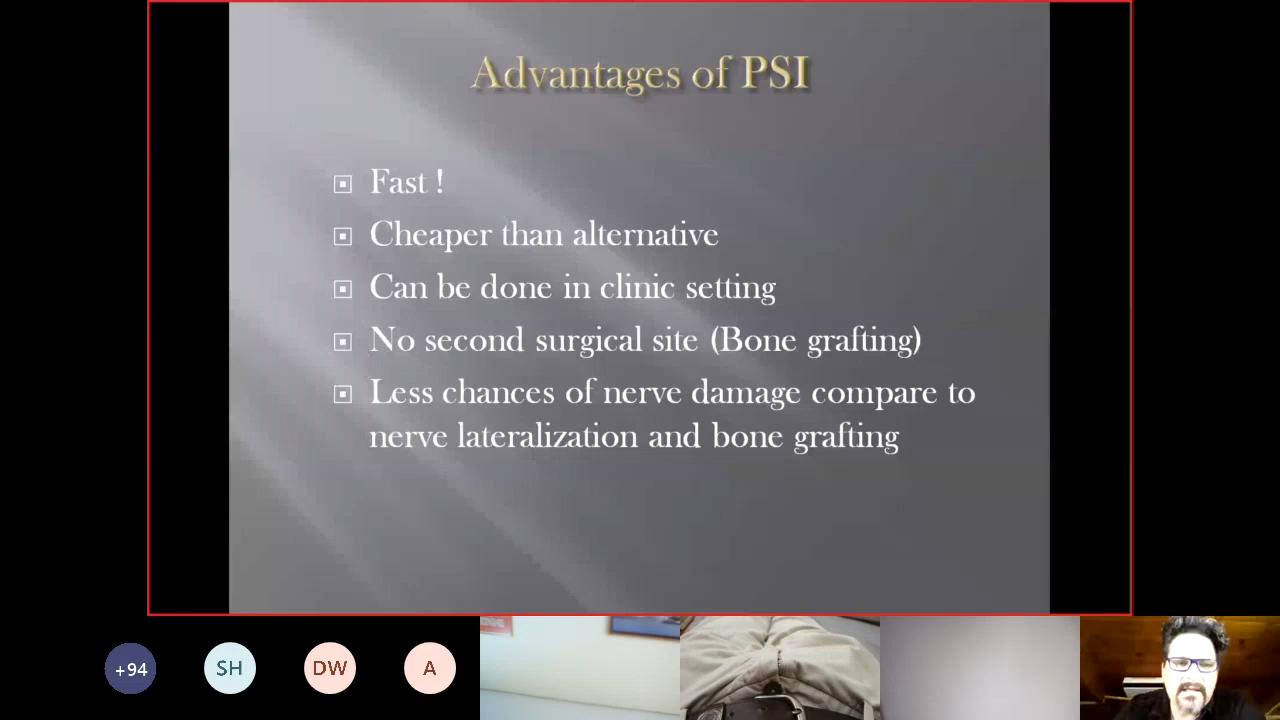 Advantages of PSI
Fast !
Cheaper than alternative
Can be done in clinic setting
No second surgical site (Bone grafting)
Less chances of nerve damage compare to
nerve lateralization and bone grafting
+94
SH
DW
A